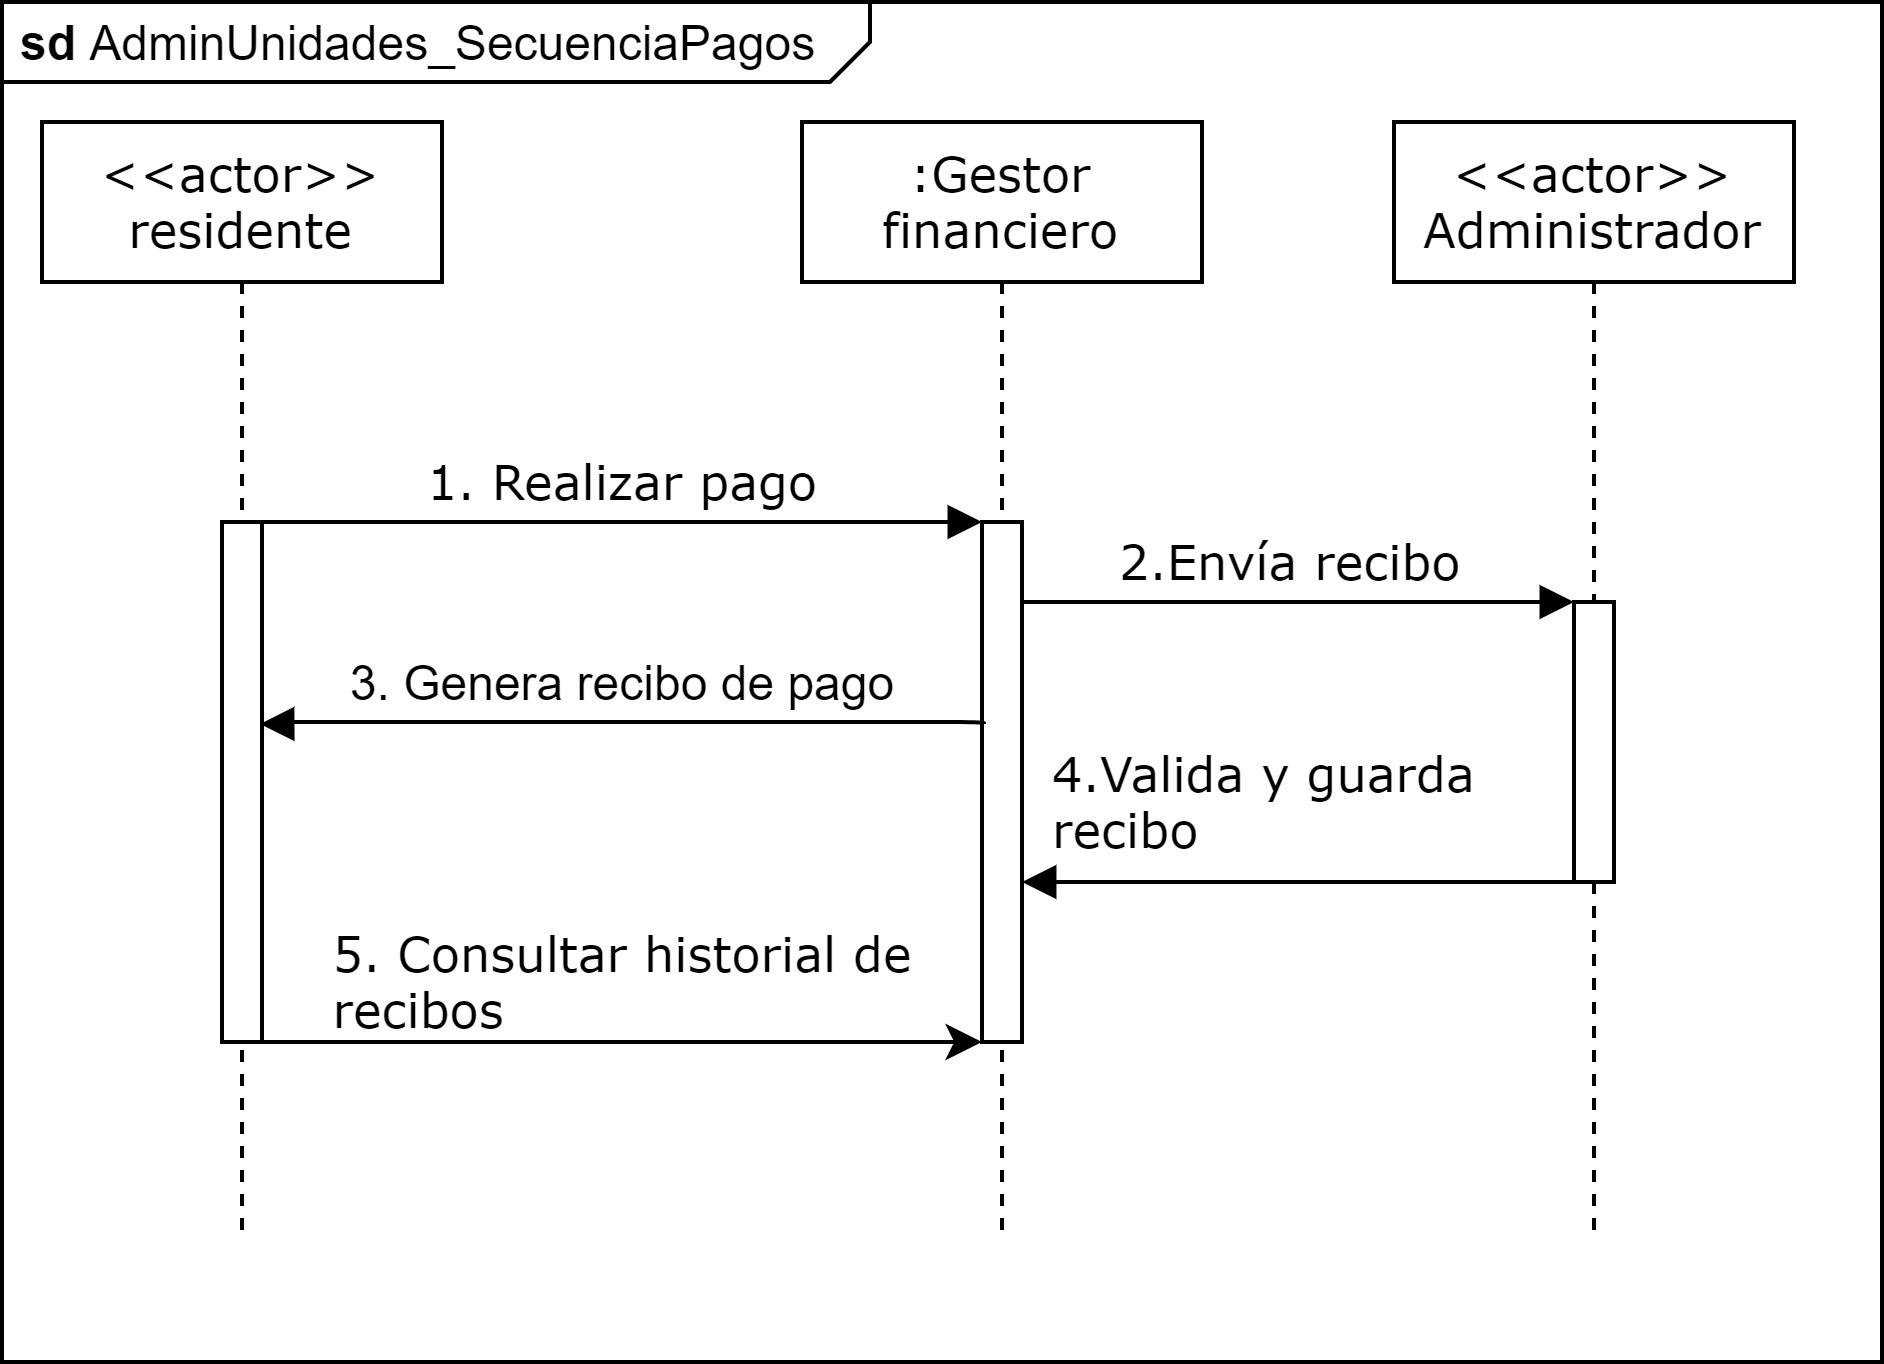 sd AdminUnidades_SecuenciaPagos
<<actor>>
residente
:Gestor
financiero
<<actor>>
Administrador
1. Realizar pago
2.Envía recibo
3. Genera recibo de pago
4.Valida y guarda
recibo
5. Consultar historial de
recibos